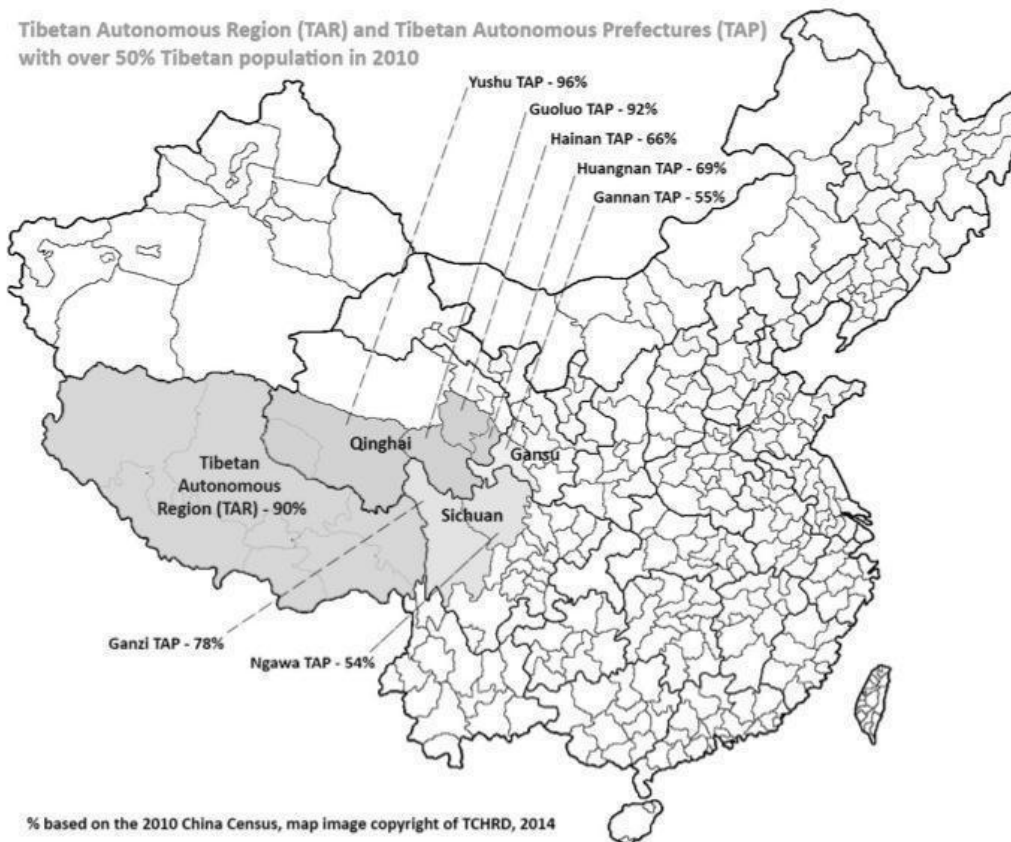 Tibetan Autonomous Region (TAR) and Tibetan Autonomous Prefectures (TAP)
with over 50% Tibetan population in 2010
Yushu TAP - 96%
Guoluo TAP - 92%
Hainan TAP - 66%
Huangnan TAP - 69%
Gannan TAP - 55%
Qinghai
Gansu
Tibetan
Autonomous
Region (TAR) - 90%
Sichuan
Ganzi TAP - 78%
Ngawa TAP - 54%
% based on the 2010 China Census, map image copyright of TCHRD, 2014